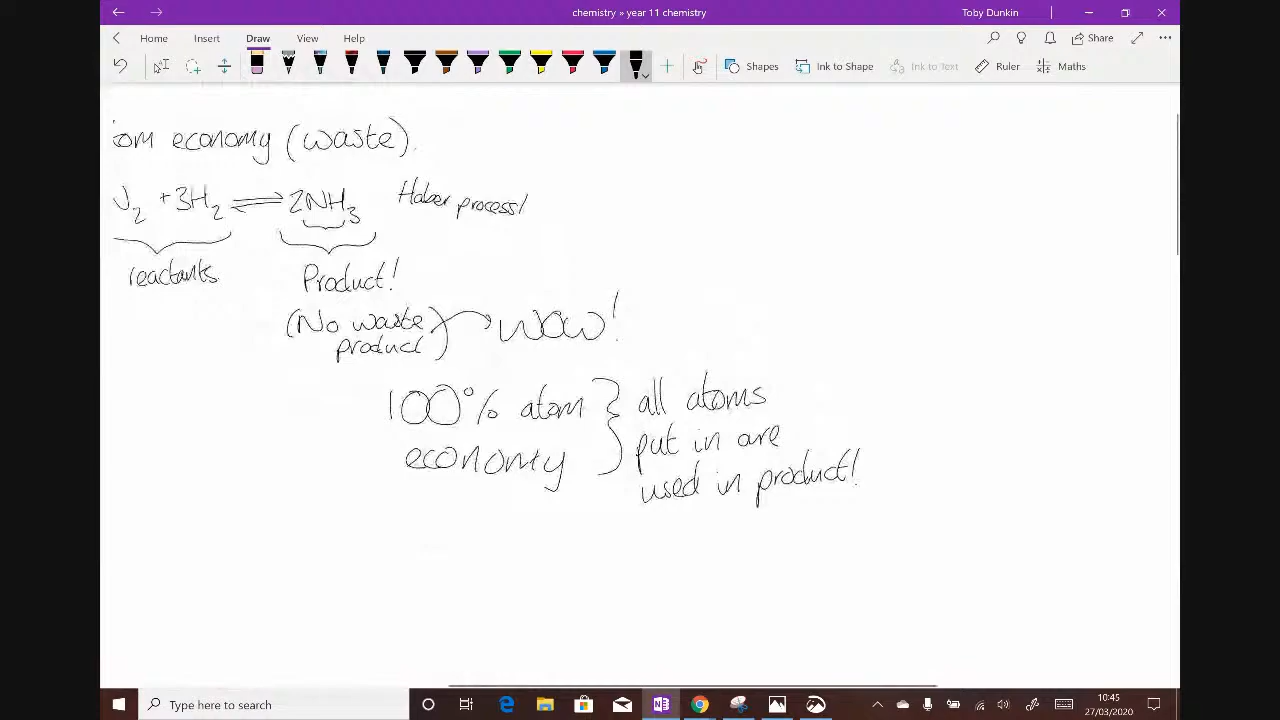 chemistry » year 11 chemistry
Toby Dunkin
Home Insert Draw View Help
Share
Shapes Ink to Shape Ink to Text Ruler Maths
om economy (waste).
2 + 3H2 ⇌ 2NH3 Haber process!
reactants Product!
(No waste product) WOW!
100% atom economy
all atoms
put in are
used in product!
Type here to search
10:45
27/03/2020